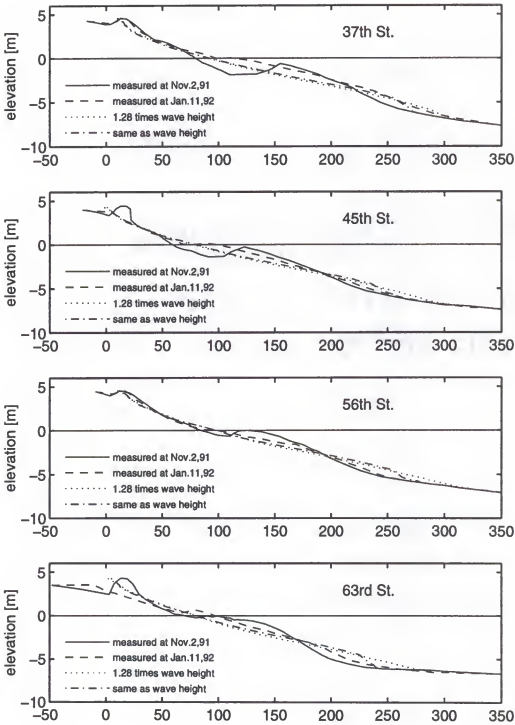 5
37th St.
0
elevation [m]
measured at Nov.2,91
measured at Jan.11,92
−5
1.28 times wave height
same as wave height
−10
−50 0 50 100 150 200 250 300 350
5
45th St.
0
elevation [m]
measured at Nov.2,91
measured at Jan.11,92
−5
1.28 times wave height
same as wave height
−10
−50 0 50 100 150 200 250 300 350
5
56th St.
0
elevation [m]
measured at Nov.2,91
measured at Jan.11,92
−5
1.28 times wave height
same as wave height
−10
−50 0 50 100 150 200 250 300 350
5
63rd St.
0
elevation [m]
measured at Nov.2,91
measured at Jan.11,92
−5
1.28 times wave height
same as wave height
−10
−50 0 50 100 150 200 250 300 350